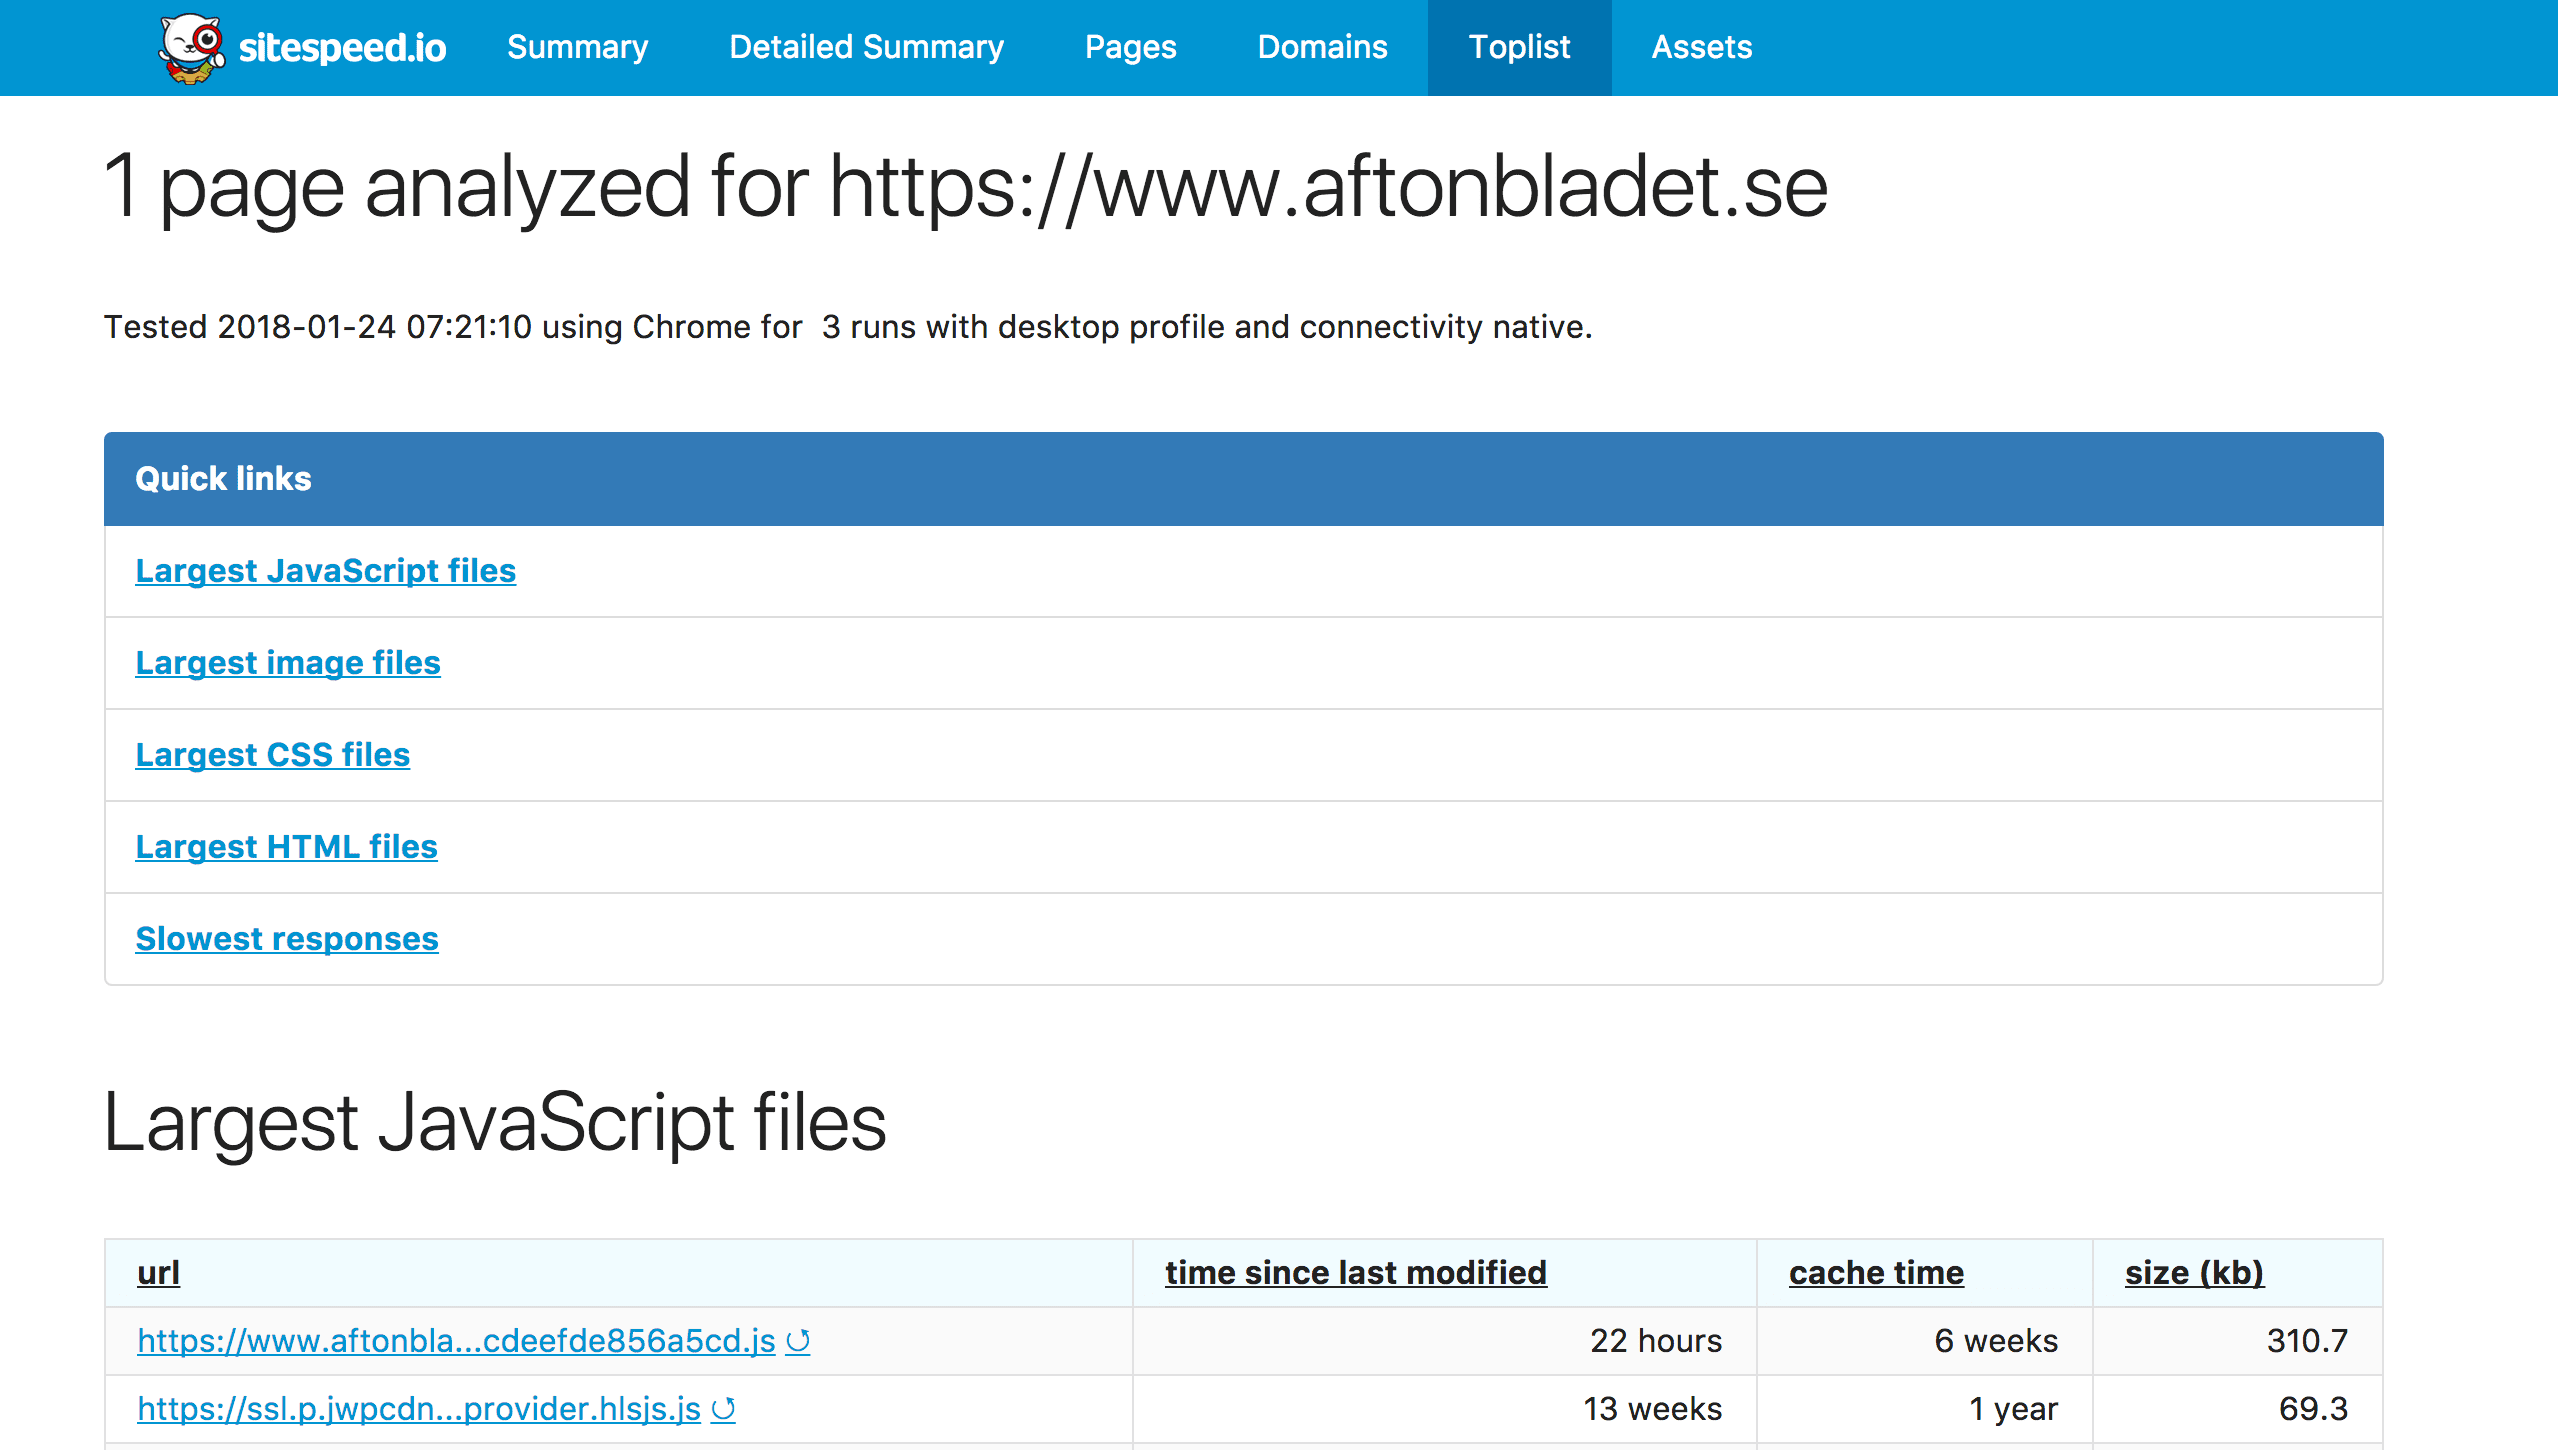 sitespeed.io Summary Detailed Summary Pages Domains Toplist Assets
1 page analyzed for https://www.aftonbladet.se
Tested 2018-01-24 07:21:10 using Chrome for 3 runs with desktop profile and connectivity native.
Quick links
Largest JavaScript files
Largest image files
Largest CSS files
Largest HTML files
Slowest responses
Largest JavaScript files
url time since last modified cache time size (kb)
https://www.aftonbla...cdeefde856a5cd.js 22 hours 6 weeks 310.7
https://ssl.p.jwpcdn...provider.hlsjs.js 13 weeks 1 year 69.3